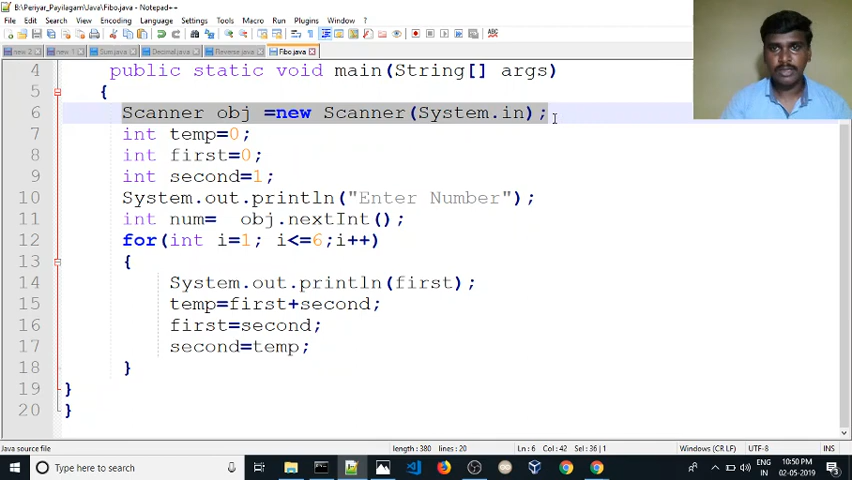 B:\Periyar_Payilagam\Java\Fibo.java - Notepad++
File Edit Search View Encoding Language Settings Tools Macro Run Plugins Window ?
new 2 new 1 Sum.java Decimal.java Reverse.java Fibo.java
4 public static void main(String[] args)
5 {
6 Scanner obj =new Scanner(System.in);
7 int temp=0;
8 int first=0;
9 int second=1;
10 System.out.println("Enter Number");
11 int num= obj.nextInt();
12 for(int i=1; i<=6;i++)
13 {
14 System.out.println(first);
15 temp=first+second;
16 first=second;
17 second=temp;
18 }
19 }
20 }
Java source file length : 380 lines : 20 Ln : 6 Col : 42 Sel : 36 | 1 Windows (CR LF) UTF-8 INS
Type here to search ENG IN 10:50 PM 02-05-2019